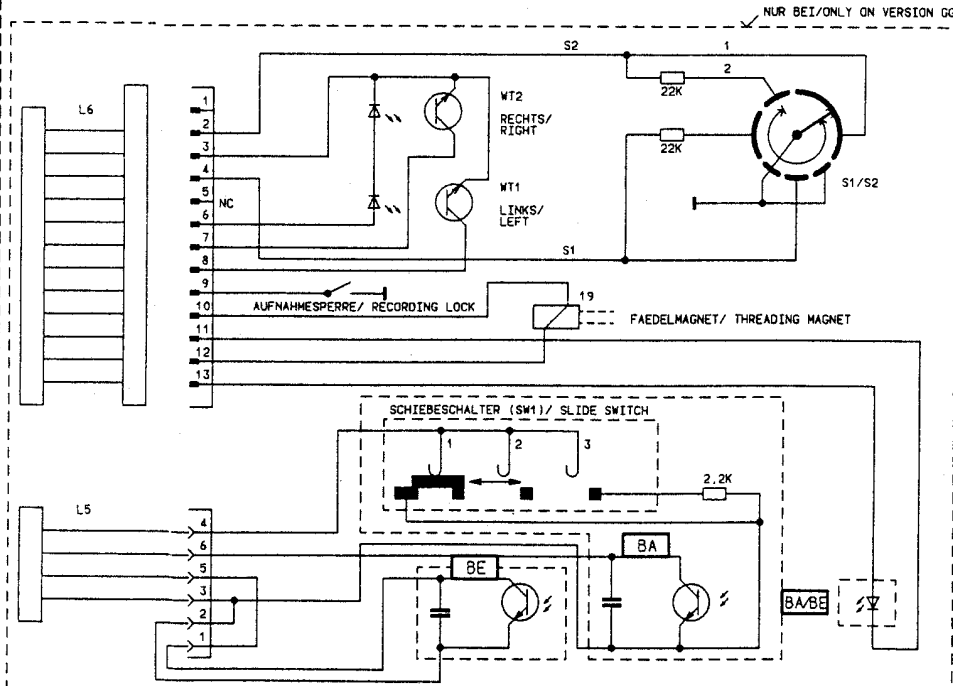 NUR BEI/ONLY ON VERSION GG
S2
1
2
22K
22K
S1/S2
L6
1
2
3
4
5
6
7
8
9
10
11
12
13
NC
WT2
RECHTS/
RIGHT
WT1
LINKS/
LEFT
S1
AUFNAHMESPERRE/ RECORDING LOCK
19
FAEDELMAGNET/ THREADING MAGNET
SCHIEBESCHALTER (SW1)/ SLIDE SWITCH
1
2
3
2,2K
L5
4
6
5
3
2
1
BE
BA
BA/BE